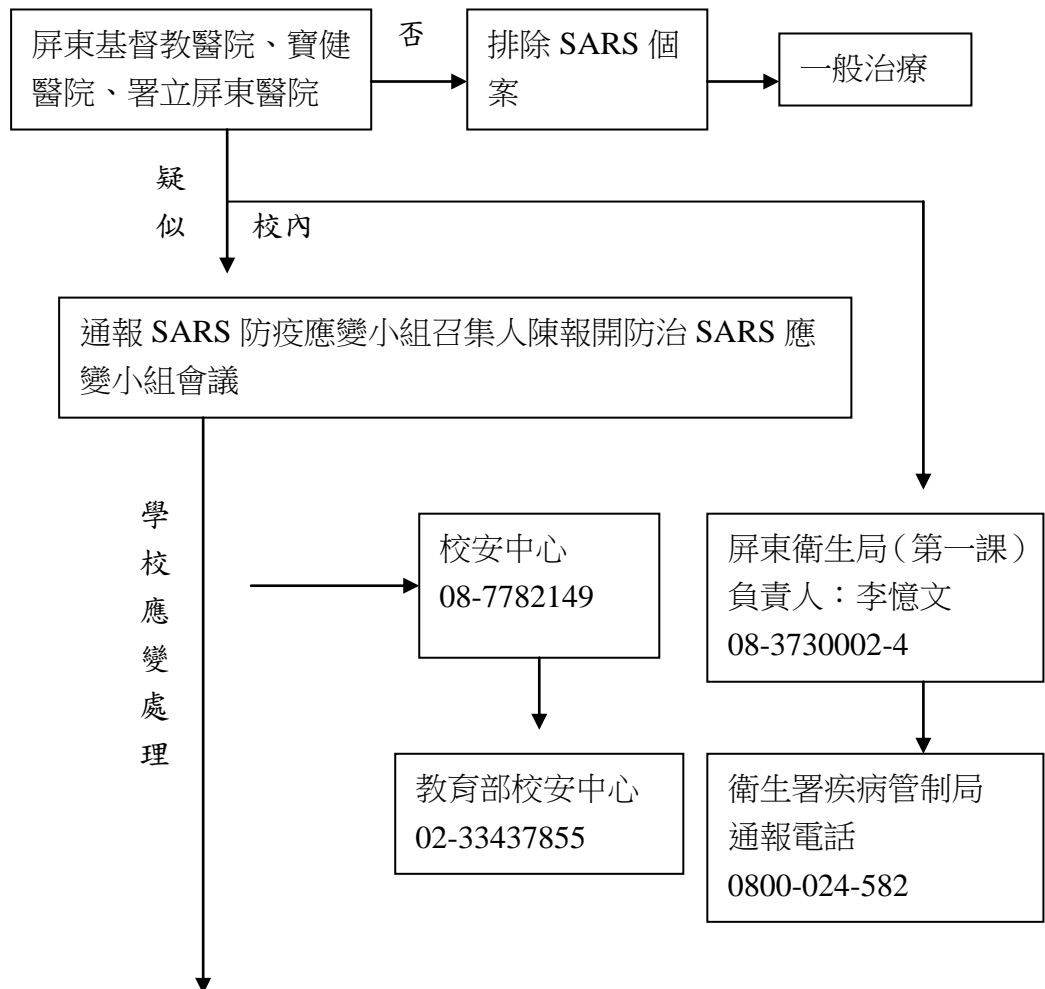 屏東基督教醫院、寶健
醫院、署立屏東醫院
否
排除 SARS 個
案
一般治療
疑
似
校內
通報 SARS 防疫應變小組召集人陳報開防治 SARS 應
變小組會議
學
校
應
變
處
理
校安中心
08-7782149
屏東衛生局（第一課）
負責人：李憶文
08-3730002-4
教育部校安中心
02-33437855
衛生署疾病管制局
通報電話
0800-024-582